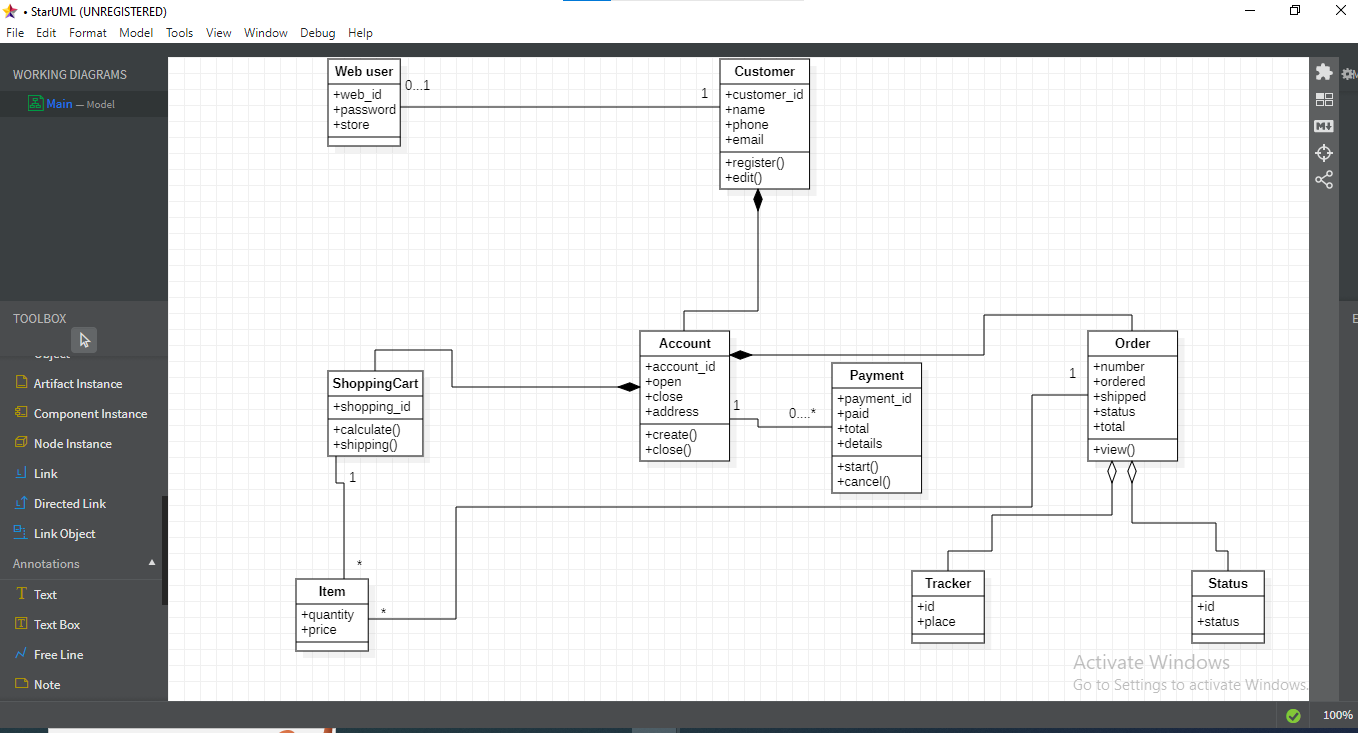 • StarUML (UNREGISTERED)
File Edit Format Model Tools View Window Debug Help
WORKING DIAGRAMS
Main — Model
TOOLBOX
Object
Artifact Instance
Component Instance
Node Instance
Link
Directed Link
Link Object
Annotations
Text
Text Box
Free Line
Note
Web user
+web_id
+password
+store
0...1
1
Customer
+customer_id
+name
+phone
+email
+register()
+edit()
ShoppingCart
+shopping_id
+calculate()
+shipping()
1
*
Account
+account_id
+open
+close
+address
+create()
+close()
1
0....*
Payment
+payment_id
+paid
+total
+details
+start()
+cancel()
1
Order
+number
+ordered
+shipped
+status
+total
+view()
Item
+quantity
+price
*
Tracker
+id
+place
Status
+id
+status
M
E
Activate Windows
Go to Settings to activate Windows.
100%